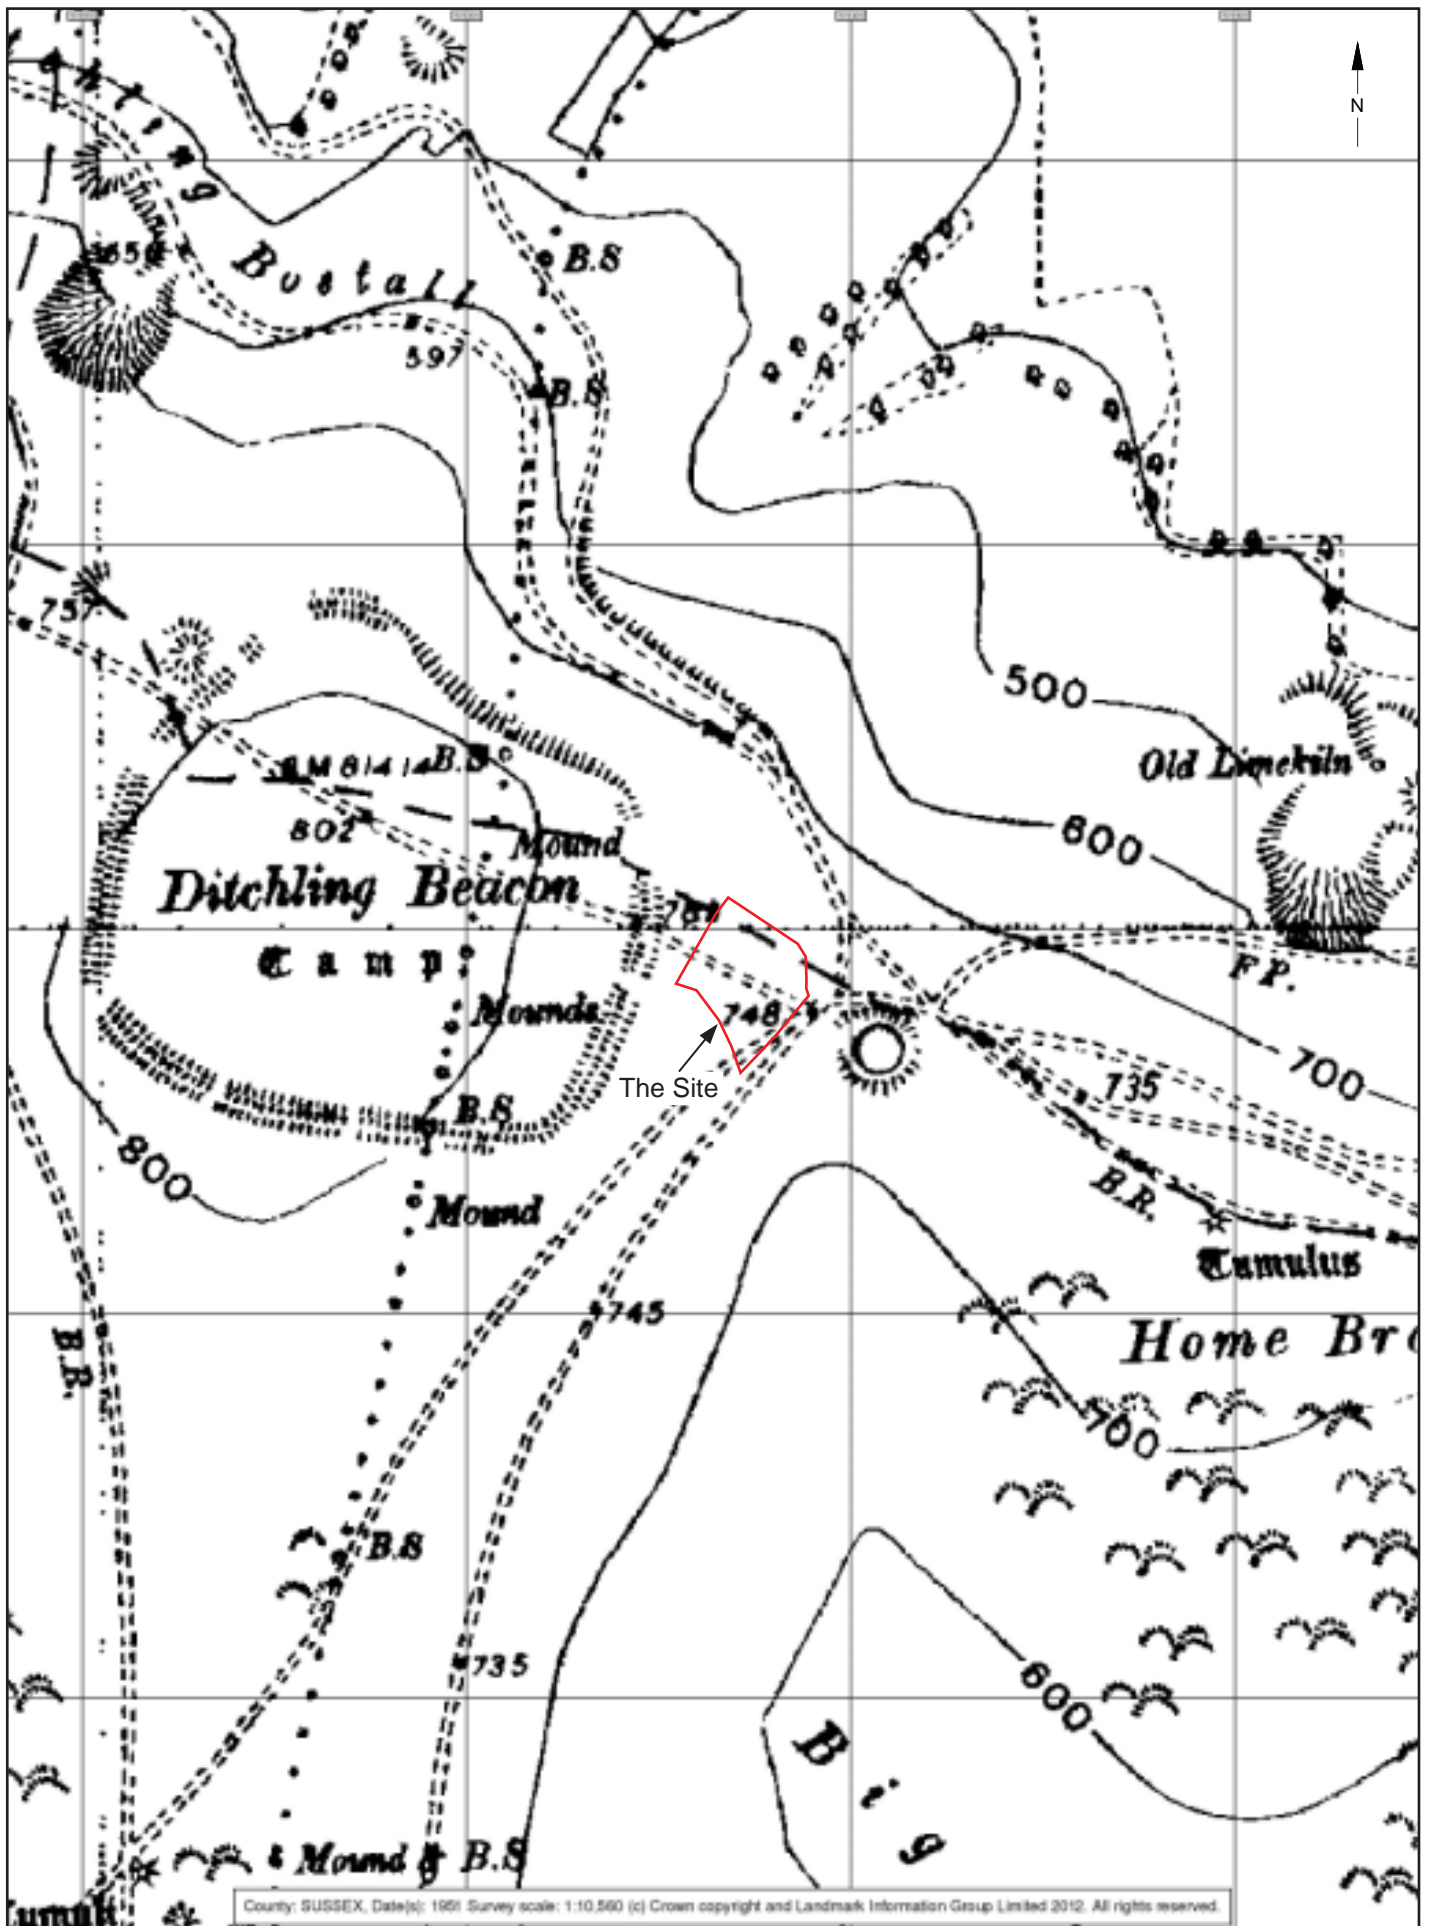 N
Bostall
B.S
597
B.S
757
500
B.S
Old Limekiln
802
Mound
600
Ditchling Beacon
Camp
F.P.
Mounds
748
700
735
The Site
B.S
B.R.
800
Mound
Tumulus
745
Home Bro
B.R.
700
B.S
735
600
Big
Mound & B.S
County: SUSSEX, Date(s): 1951 Survey scale: 1:10,560 (c) Crown copyright and Landmark Information Group Limited 2012. All rights reserved.